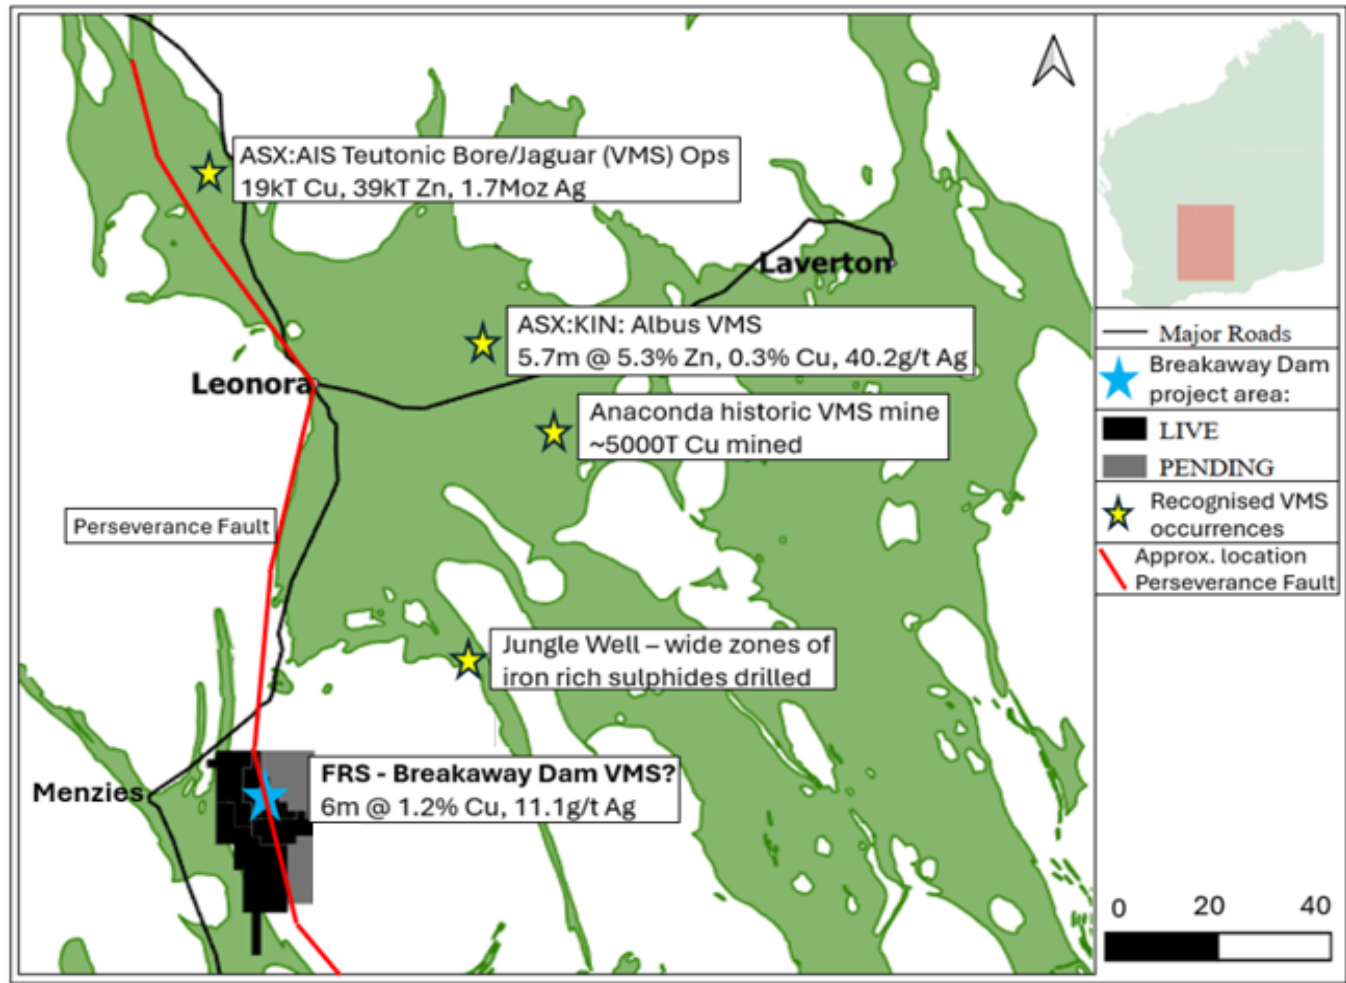 ASX:AIS Teutonic Bore/Jaguar (VMS) Ops
19kT Cu, 39kT Zn, 1.7Moz Ag
Laverton
ASX:KIN: Albus VMS
5.7m @ 5.3% Zn, 0.3% Cu, 40.2g/t Ag
Leonora
Anaconda historic VMS mine
~5000T Cu mined
Perseverance Fault
Jungle Well – wide zones of
iron rich sulphides drilled
FRS - Breakaway Dam VMS?
6m @ 1.2% Cu, 11.1g/t Ag
Menzies
Major Roads
Breakaway Dam
project area:
LIVE
PENDING
Recognised VMS
occurrences
Approx. location
Perseverance Fault
0 20 40